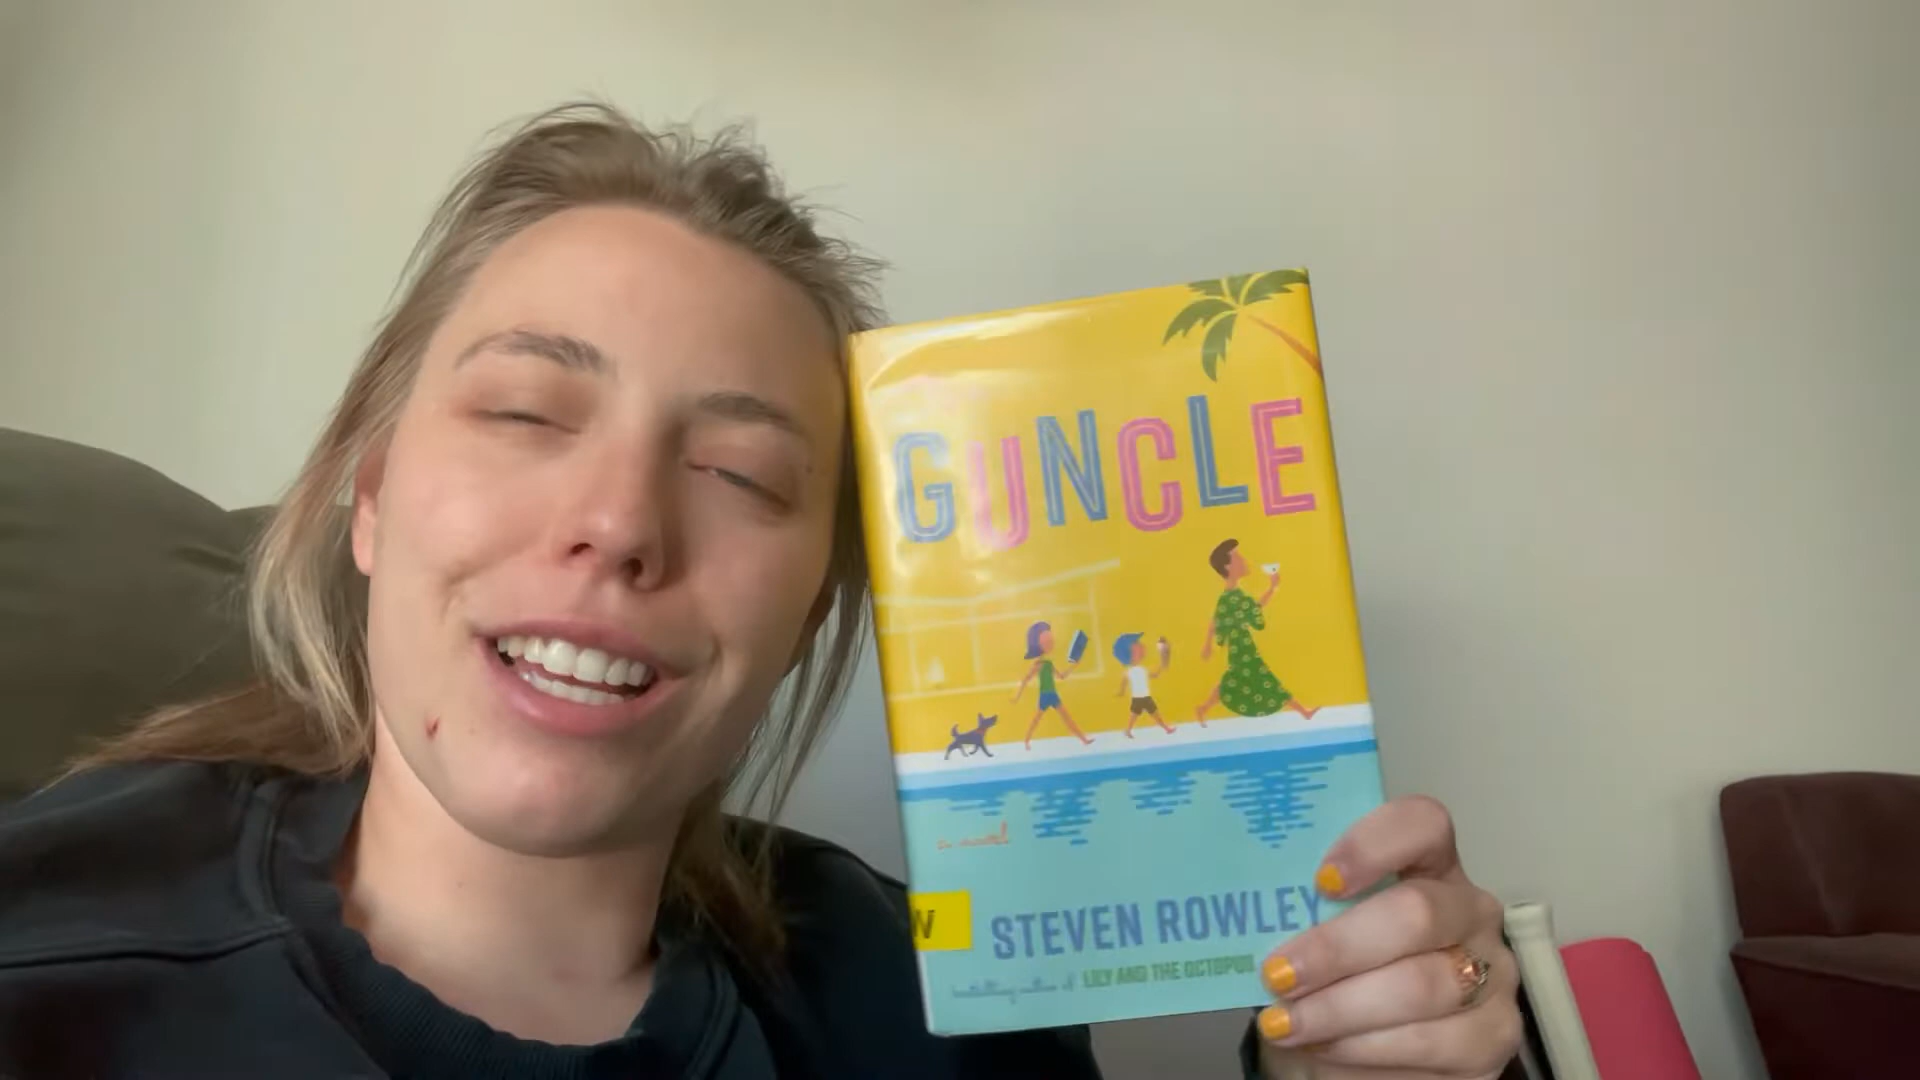 GUNCLE
a novel
W
STEVEN ROWLEY
bestselling author of LILY AND THE OCTOPUS